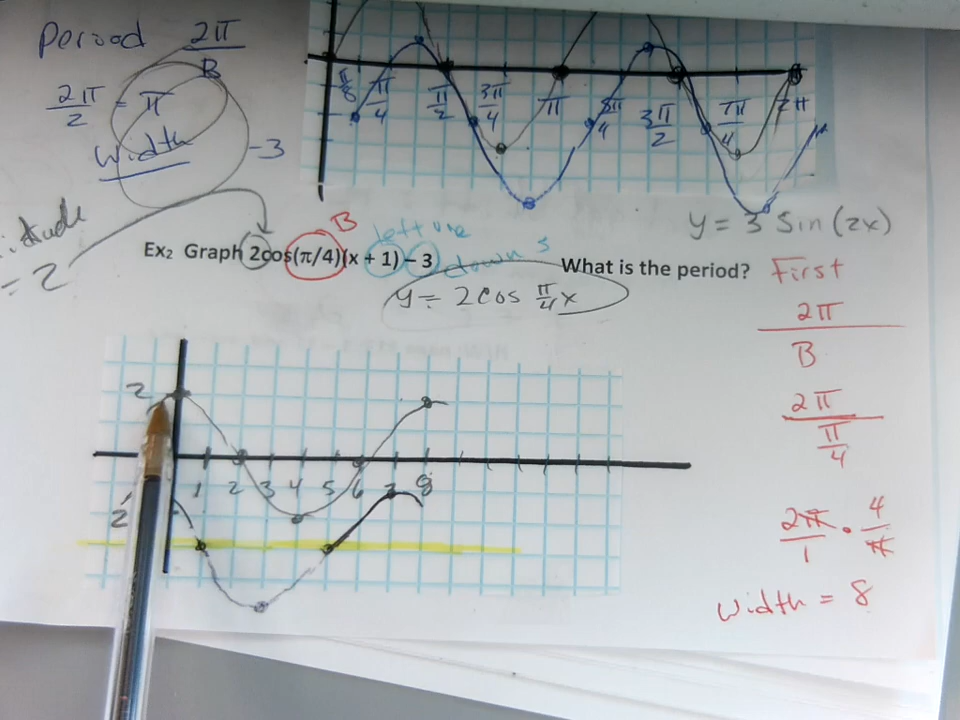 Period 2π
B
2π/2 = π
Width
-3
π/8 π/4 π/2 3π/4 π 3π/2 7π/4 2π
y = 3 Sin (2x)
= 2
B
left one
Ex2 Graph 2cos(π/4)(x + 1) – 3
down 3
What is the period?
y = 2cos π/4 x
First
2π
B
2π
π/4
2π/1 • 4/π
Width = 8
2
1 2 3 4 5 6 7 8